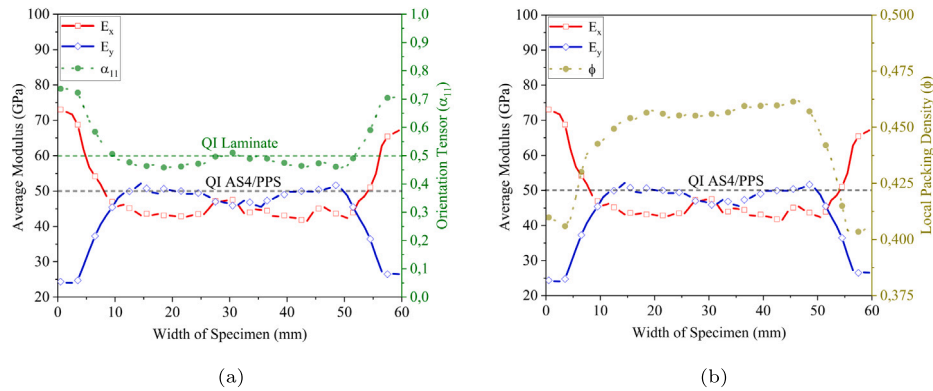 100
90
80
70
60
50
40
30
20
Average Modulus (GPa)
Eₓ
E_y
α₁₁
QI Laminate
QI AS4/PPS
1,0
0,9
0,8
0,7
0,6
0,5
0,4
0,3
0,2
0,1
0,0
Orientation Tensor (α₁₁)
0 10 20 30 40 50 60
Width of Specimen (mm)
(a)
100
90
80
70
60
50
40
30
20
Average Modulus (GPa)
Eₓ
E_y
ϕ
QI AS4/PPS
0,500
0,475
0,450
0,425
0,400
0,375
Local Packing Density (ϕ)
0 10 20 30 40 50 60
Width of Specimen (mm)
(b)